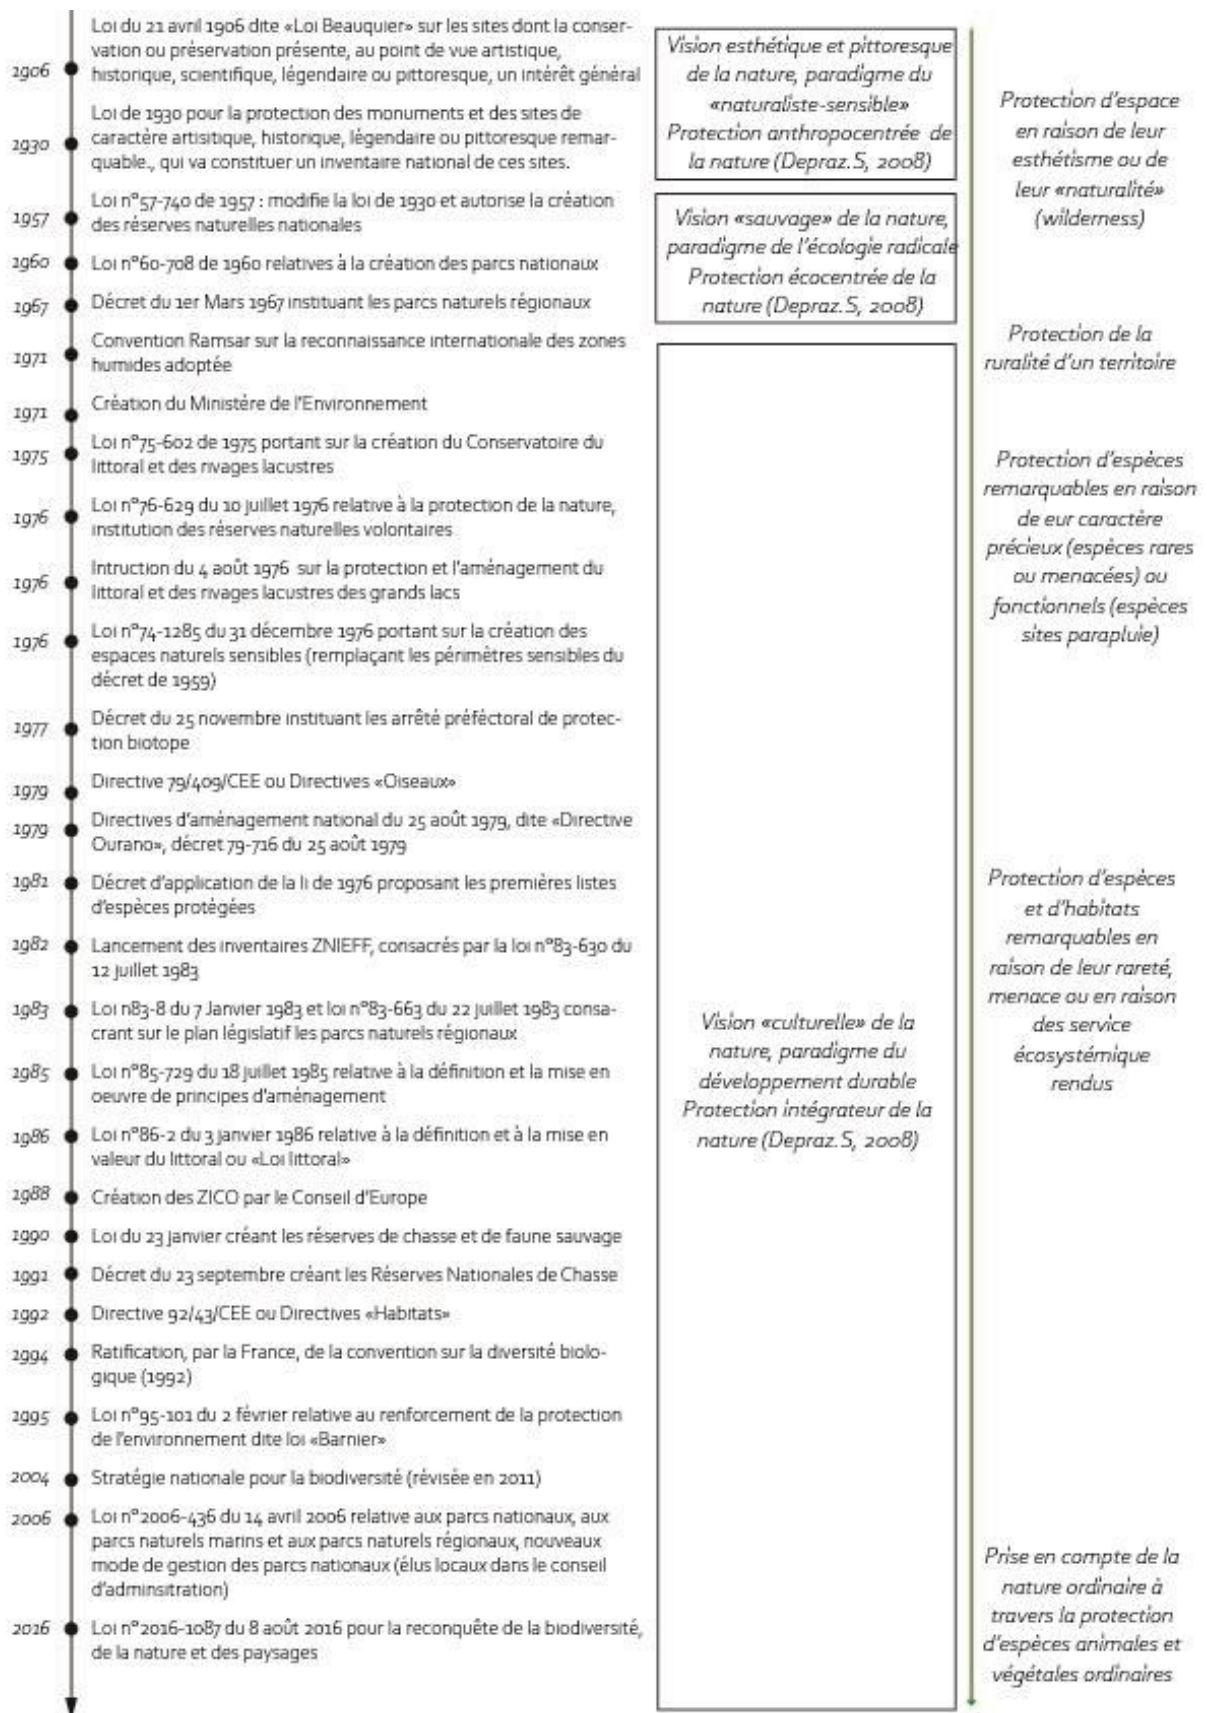 1906
Loi du 21 avril 1906 dite «Loi Beauquier» sur les sites dont la conser-
vation ou préservation présente, au point de vue artistique,
historique, scientifique, légendaire ou pittoresque, un intérêt général
1930
Loi de 1930 pour la protection des monuments et des sites de
caractère artisitique, historique, légendaire ou pittoresque remar-
quable., qui va constituer un inventaire national de ces sites.
1957
Loi n°57-740 de 1957 : modifie la loi de 1930 et autorise la création
des réserves naturelles nationales
1960
Loi n°60-708 de 1960 relatives à la création des parcs nationaux
1967
Décret du 1er Mars 1967 instituant les parcs naturels régionaux
1971
Convention Ramsar sur la reconnaissance internationale des zones
humides adoptée
1971
Création du Ministère de l'Environnement
1975
Loi n°75-602 de 1975 portant sur la création du Conservatoire du
littoral et des rivages lacustres
1976
Loi n°76-629 du 10 juillet 1976 relative à la protection de la nature,
institution des réserves naturelles volontaires
1976
Intruction du 4 août 1976 sur la protection et l'aménagement du
littoral et des rivages lacustres des grands lacs
1976
Loi n°74-1285 du 31 décembre 1976 portant sur la création des
espaces naturels sensibles (remplaçant les périmètres sensibles du
décret de 1959)
1977
Décret du 25 novembre instituant les arrêté préféctoral de protec-
tion biotope
1979
Directive 79/409/CEE ou Directives «Oiseaux»
1979
Directives d'aménagement national du 25 août 1979, dite «Directive
Ourano», décret 79-716 du 25 août 1979
1981
Décret d'application de la li de 1976 proposant les premières listes
d'espèces protégées
1982
Lancement des inventaires ZNIEFF, consacrés par la loi n°83-630 du
12 juillet 1983
1983
Loi n83-8 du 7 Janvier 1983 et loi n°83-663 du 22 juillet 1983 consa-
crant sur le plan législatif les parcs naturels régionaux
1985
Loi n°85-729 du 18 juillet 1985 relative à la définition et la mise en
oeuvre de principes d'aménagement
1986
Loi n°86-2 du 3 janvier 1986 relative à la définition et à la mise en
valeur du littoral ou «Loi littoral»
1988
Création des ZICO par le Conseil d'Europe
1990
Loi du 23 janvier créant les réserves de chasse et de faune sauvage
1991
Décret du 23 septembre créant les Réserves Nationales de Chasse
1992
Directive 92/43/CEE ou Directives «Habitats»
1994
Ratification, par la France, de la convention sur la diversité biolo-
gique (1992)
1995
Loi n°95-101 du 2 février relative au renforcement de la protection
de l'environnement dite loi «Barnier»
2004
Stratégie nationale pour la biodiversité (révisée en 2011)
2006
Loi n°2006-436 du 14 avril 2006 relative aux parcs nationaux, aux
parcs naturels marins et aux parcs naturels régionaux, nouveaux
mode de gestion des parcs nationaux (élus locaux dans le conseil
d'adminsitration)
2016
Loi n°2016-1087 du 8 août 2016 pour la reconquête de la biodiversité,
de la nature et des paysages
Vision esthétique et pittoresque
de la nature, paradigme du
«naturaliste-sensible»
Protection anthropocentrée de
la nature (Depraz.S, 2008)
Vision «sauvage» de la nature,
paradigme de l'écologie radicale
Protection écocentrée de la
nature (Depraz.S, 2008)
Vision «culturelle» de la
nature, paradigme du
développement durable
Protection intégrateur de la
nature (Depraz.S, 2008)
Protection d'espace
en raison de leur
esthétisme ou de
leur «naturalité»
(wilderness)
Protection de la
ruralité d'un territoire
Protection d'espèces
remarquables en raison
de eur caractère
précieux (espèces rares
ou menacées) ou
fonctionnels (espèces
sites parapluie)
Protection d'espèces
et d'habitats
remarquables en
raison de leur rareté,
menace ou en raison
des service
écosystémique
rendus
Prise en compte de la
nature ordinaire à
travers la protection
d'espèces animales et
végétales ordinaires